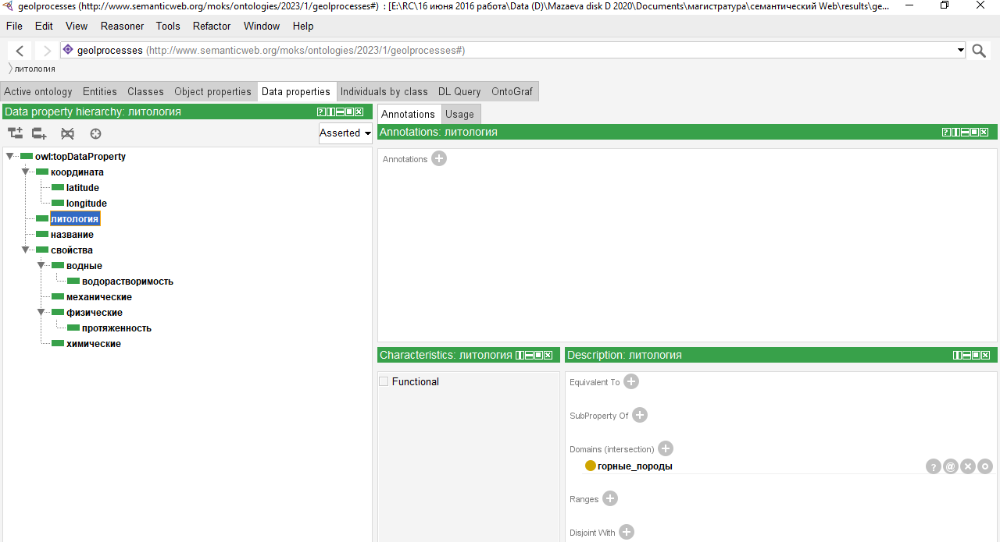 geolprocesses (http://www.semanticweb.org/moks/ontologies/2023/1/geolprocesses#) : [E:\RC\16 июня 2016 работа\Data (D)\Mazaeva disk D 2020\Documents\магистратура\семантический Web\results\ge...
File Edit View Reasoner Tools Refactor Window Help
geolprocesses (http://www.semanticweb.org/moks/ontologies/2023/1/geolprocesses#)
литология
Active ontology Entities Classes Object properties Data properties Individuals by class DL Query OntoGraf
Data property hierarchy: литология
Asserted
owl:topDataProperty
координата
latitude
longitude
литология
название
свойства
водные
водорастворимость
механические
физические
протяженность
химические
Annotations Usage
Annotations: литология
Annotations
Characteristics: литология
Functional
Description: литология
Equivalent To
SubProperty Of
Domains (intersection)
горные_породы
Ranges
Disjoint With